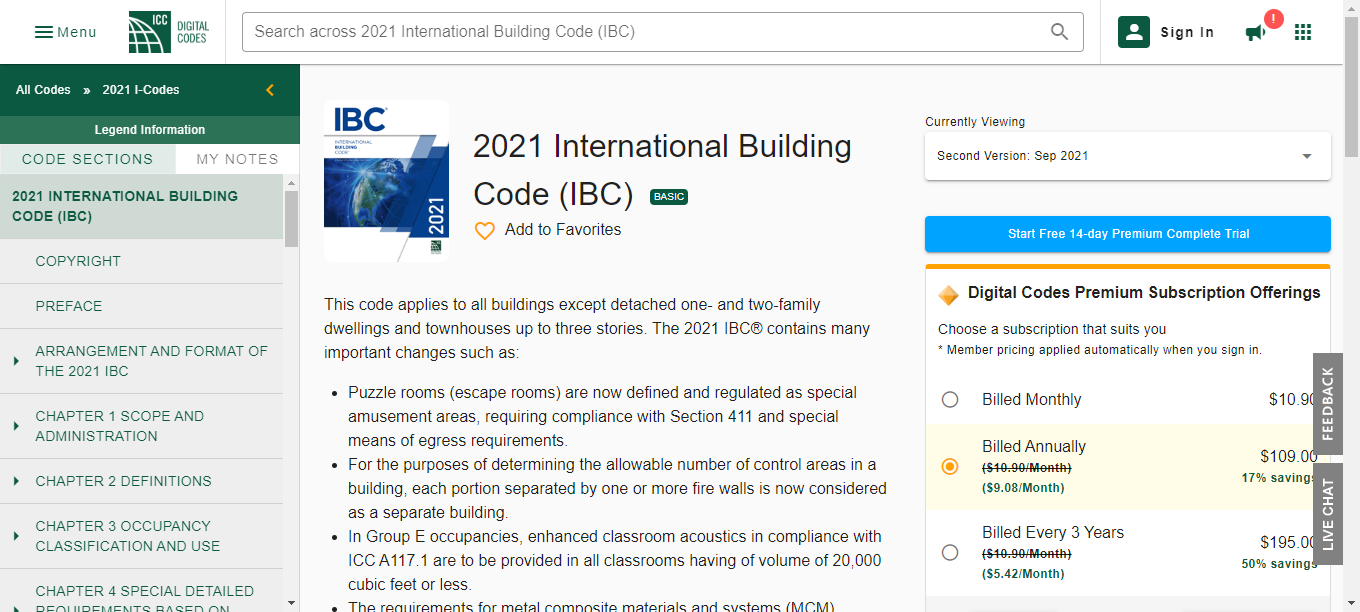 Menu
ICC
DIGITAL
CODES
Search across 2021 International Building Code (IBC)
Sign In
!
All Codes » 2021 I-Codes
Legend Information
CODE SECTIONS
MY NOTES
2021 INTERNATIONAL BUILDING
CODE (IBC)
COPYRIGHT
PREFACE
ARRANGEMENT AND FORMAT OF
THE 2021 IBC
CHAPTER 1 SCOPE AND
ADMINISTRATION
CHAPTER 2 DEFINITIONS
CHAPTER 3 OCCUPANCY
CLASSIFICATION AND USE
CHAPTER 4 SPECIAL DETAILED
REQUIREMENTS BASED ON
IBC
INTERNATIONAL
BUILDING
CODE
2021
2021 International Building
Code (IBC)
BASIC
Add to Favorites
This code applies to all buildings except detached one- and two-family
dwellings and townhouses up to three stories. The 2021 IBC® contains many
important changes such as:
• Puzzle rooms (escape rooms) are now defined and regulated as special
amusement areas, requiring compliance with Section 411 and special
means of egress requirements.
• For the purposes of determining the allowable number of control areas in a
building, each portion separated by one or more fire walls is now considered
as a separate building.
• In Group E occupancies, enhanced classroom acoustics in compliance with
ICC A117.1 are to be provided in all classrooms having of volume of 20,000
cubic feet or less.
• The requirements for metal composite materials and systems (MCM)
Currently Viewing
Second Version: Sep 2021
Start Free 14-day Premium Complete Trial
Digital Codes Premium Subscription Offerings
Choose a subscription that suits you
* Member pricing applied automatically when you sign in.
Billed Monthly
$10.90
Billed Annually
($10.90/Month)
($9.08/Month)
$109.00
17% savings
Billed Every 3 Years
($10.90/Month)
($5.42/Month)
$195.00
50% savings
FEEDBACK
LIVE CHAT